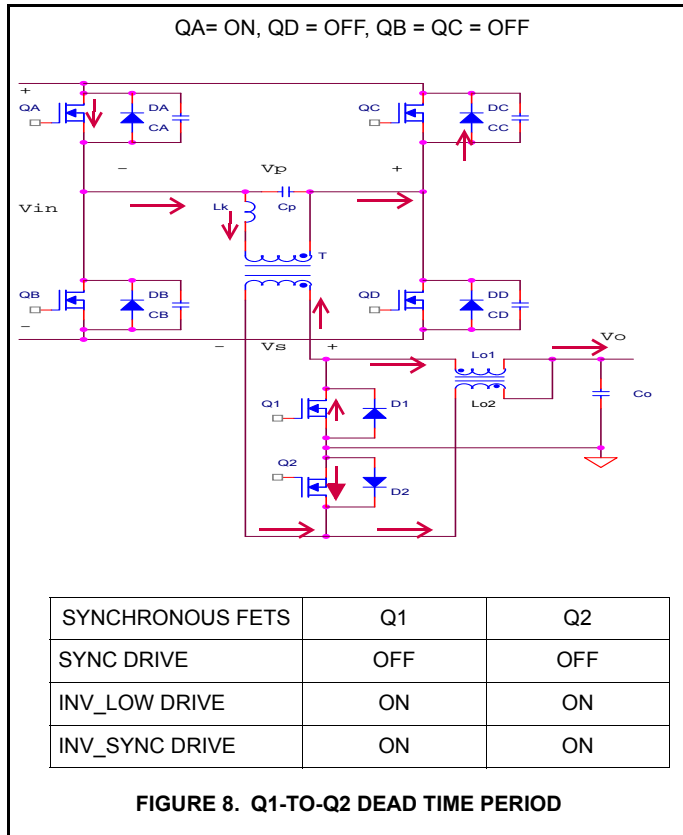 QA= ON, QD = OFF, QB = QC = OFF
+
QA
DA
CA
QC
DC
CC
-
Vp
+
Vin
Lk
Cp
T
QB
DB
CB
QD
DD
CD
-
-
Vs
+
Vo
Lo1
Lo2
Co
Q1
D1
Q2
D2
SYNCHRONOUS FETS Q1 Q2
SYNC DRIVE OFF OFF
INV_LOW DRIVE ON ON
INV_SYNC DRIVE ON ON
FIGURE 8. Q1-TO-Q2 DEAD TIME PERIOD